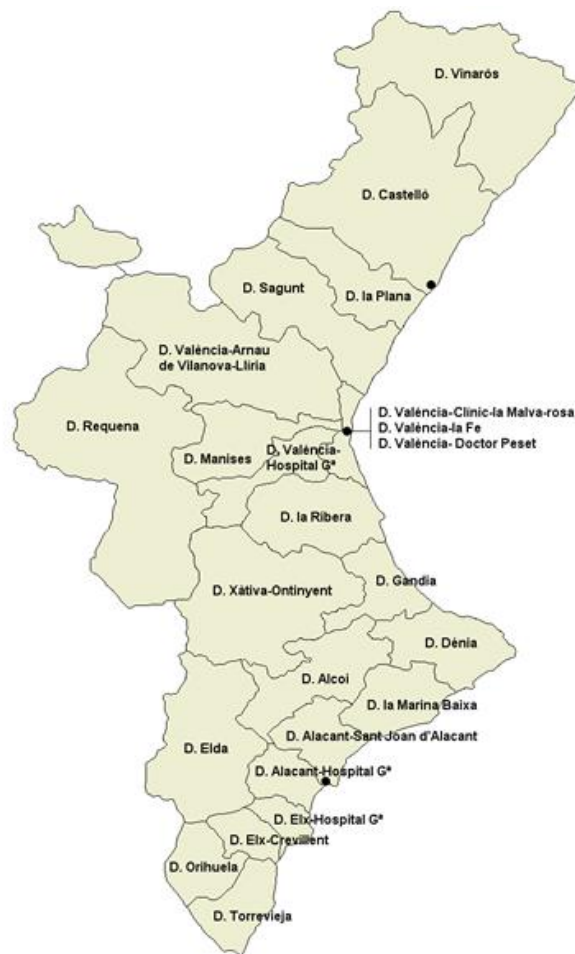 D. Vinaròs
D. Castelló
D. Sagunt
D. la Plana
D. València-Arnau
de Vilanova-Llíria
D. València-Clínic-la Malva-rosa
D. València-la Fe
D. València- Doctor Peset
D. Requena
D. Manises
D. València-
Hospital Gª
D. la Ribera
D. Xàtiva-Ontinyent
D. Gandia
D. Dénia
D. Alcoi
D. la Marina Baixa
D. Alacant-Sant Joan d'Alacant
D. Elda
D. Alacant-Hospital Gª
D. Elx-Hospital Gª
D. Elx-Crevillent
D. Orihuela
D. Torrevieja